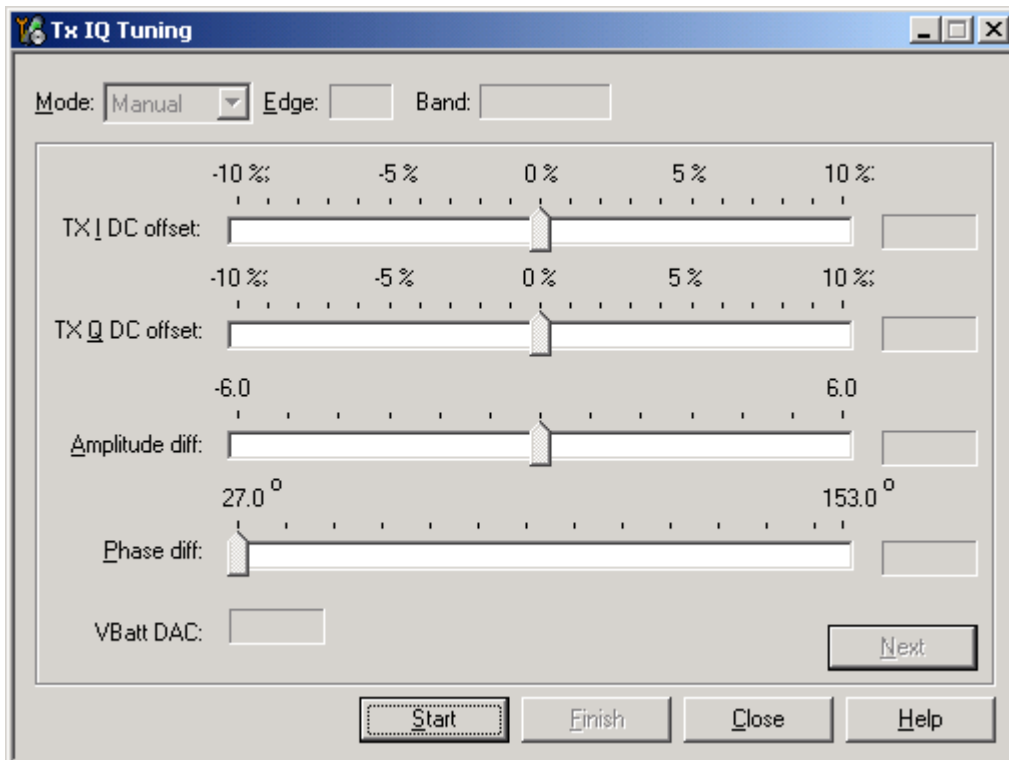 Tx IQ Tuning
Mode: Manual Edge: Band:
-10 %: -5 % 0 % 5 % 10 %:
TX I DC offset:
-10 %: -5 % 0 % 5 % 10 %:
TX Q DC offset:
-6.0 6.0
Amplitude diff:
27.0 º 153.0 º
Phase diff:
VBatt DAC:
Next
Start Finish Close Help